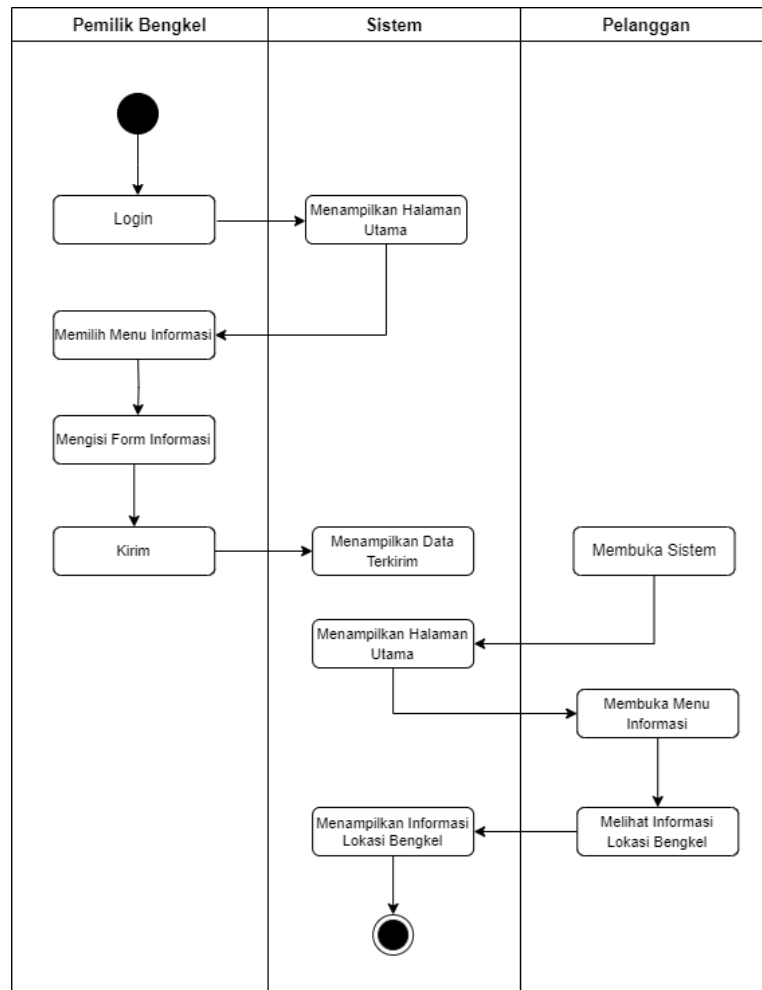 Pemilik Bengkel
Sistem
Pelanggan
Login
Menampilkan Halaman
Utama
Memilih Menu Informasi
Mengisi Form Informasi
Kirim
Menampilkan Data
Terkirim
Membuka Sistem
Menampilkan Halaman
Utama
Membuka Menu
Informasi
Menampilkan Informasi
Lokasi Bengkel
Melihat Informasi
Lokasi Bengkel